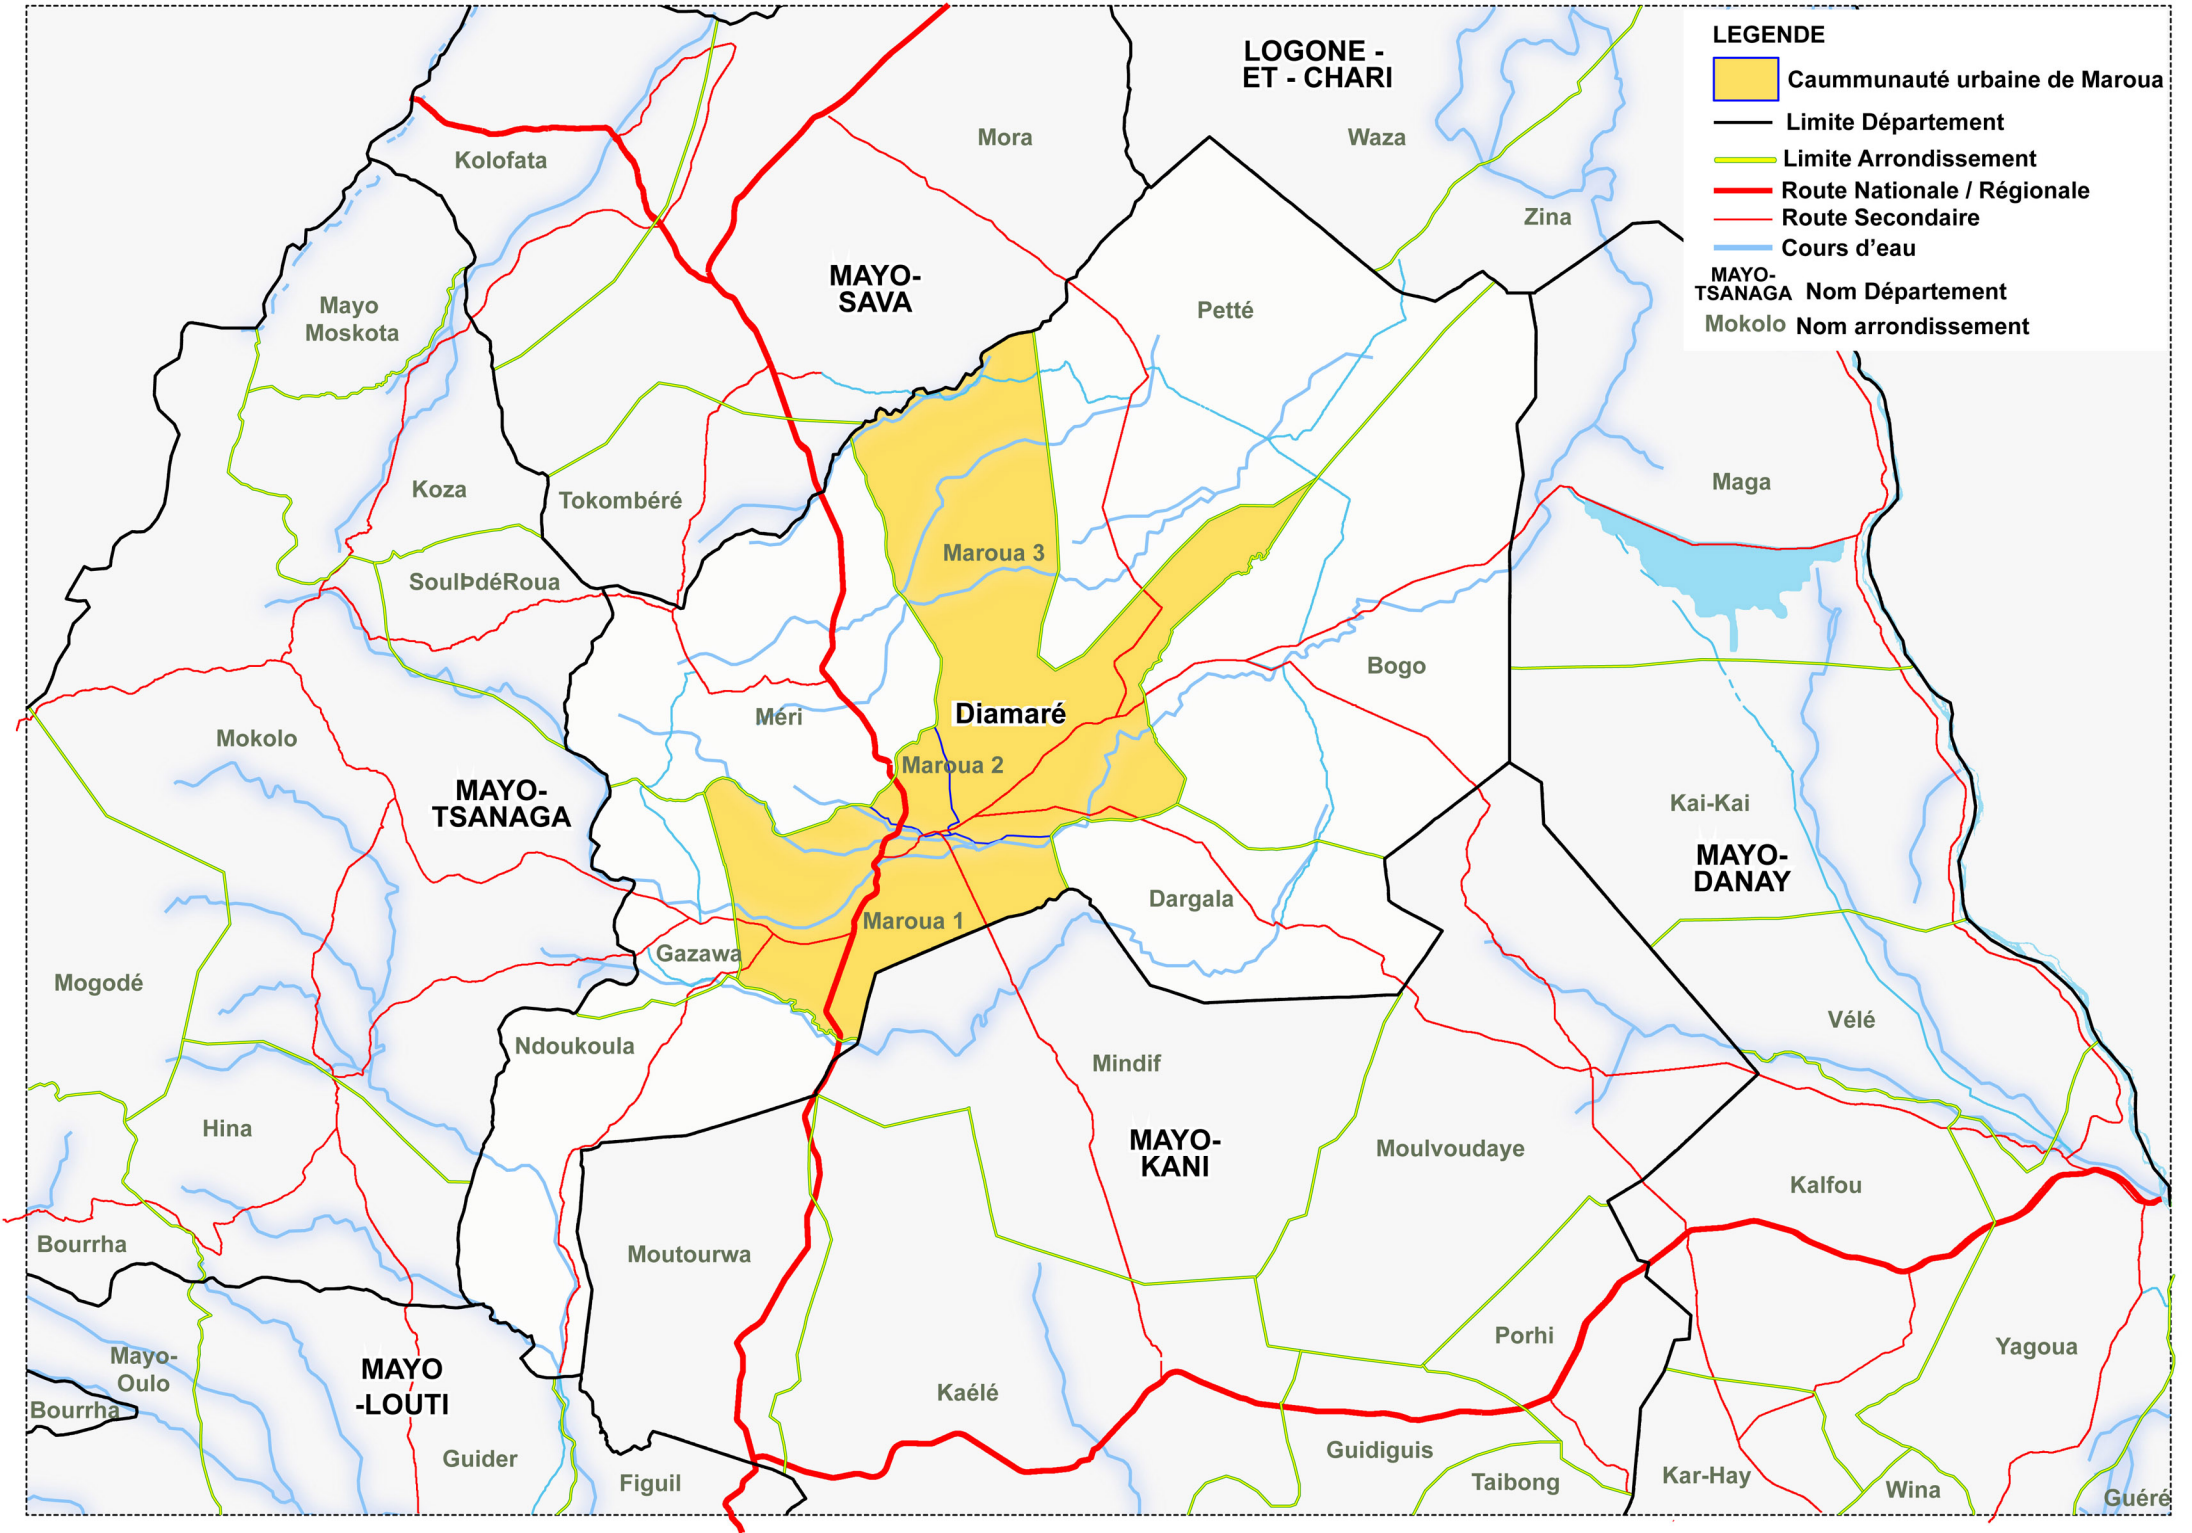 LEGENDE
Caummunauté urbaine de Maroua
Limite Département
Limite Arrondissement
Route Nationale / Régionale
Route Secondaire
Cours d'eau
MAYO-
TSANAGA Nom Département
Mokolo Nom arrondissement
LOGONE -
ET - CHARI
Mora
Waza
Kolofata
Zina
MAYO-
SAVA
Mayo
Moskota
Petté
Koza
Tokombéré
Maga
Maroua 3
SoulÞdéRoua
Bogo
Diamaré
Méri
Mokolo
Maroua 2
MAYO-
TSANAGA
Kai-Kai
MAYO-
DANAY
Dargala
Maroua 1
Gazawa
Mogodé
Vélé
Ndoukoula
Mindif
Hina
MAYO-
KANI
Moulvoudaye
Kalfou
Bourrha
Moutourwa
Porhi
Yagoua
Mayo-
Oulo
MAYO
-LOUTI
Kaélé
Bourrha
Guider
Figuil
Guidiguis
Taibong
Kar-Hay
Wina
Guéré